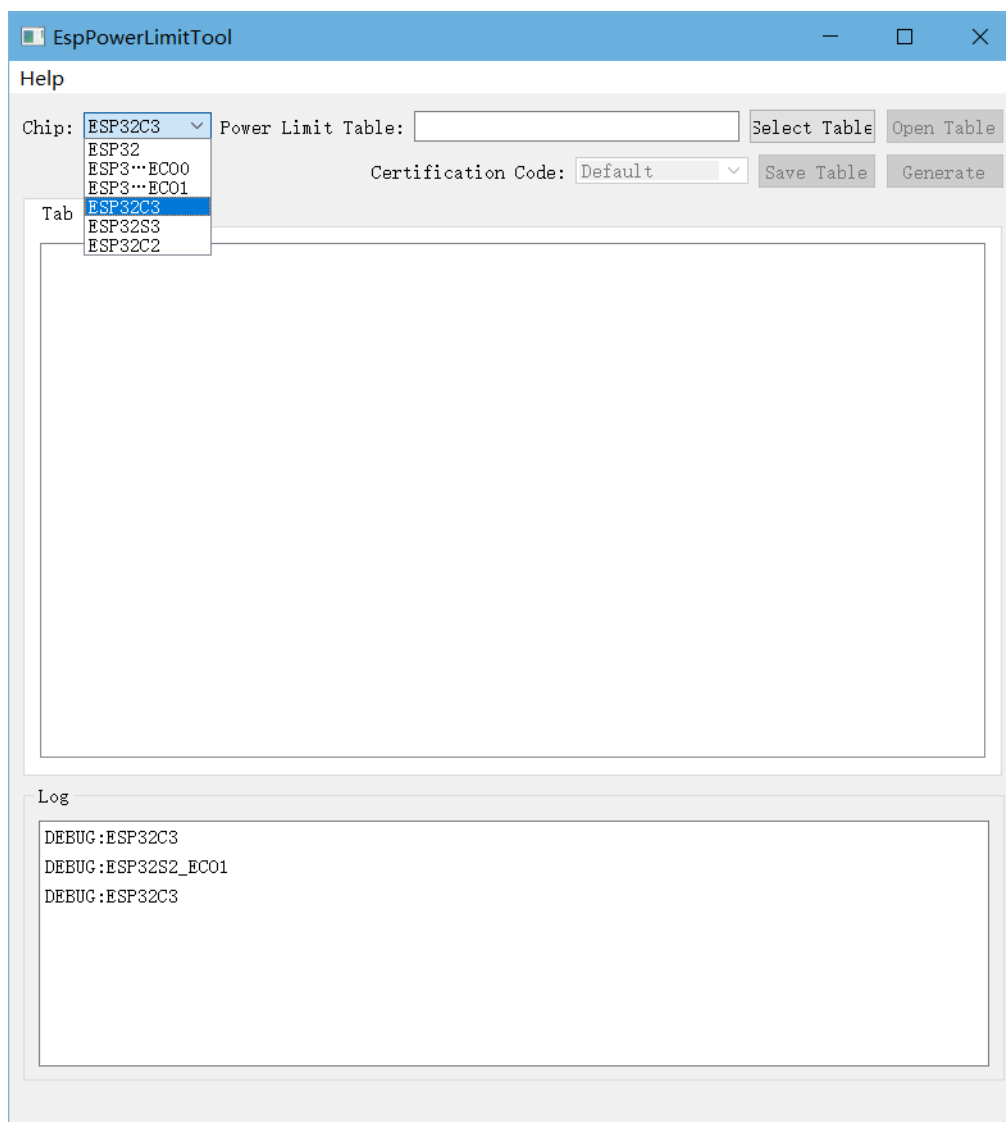 EspPowerLimitTool
Help
Chip: ESP32C3 Power Limit Table: Select Table Open Table
ESP32
ESP3…ECO0
ESP3…ECO1
ESP32C3
ESP32S3
ESP32C2
Certification Code: Default Save Table Generate
Tab
Log
DEBUG:ESP32C3
DEBUG:ESP32S2_ECO1
DEBUG:ESP32C3